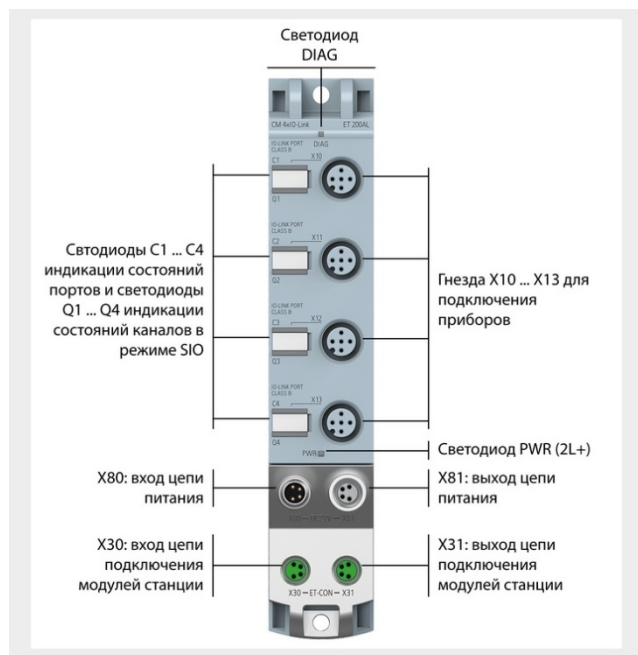 Светодиод
DIAG
CM 4xIO-Link ET 200AL
DIAG
IO-LINK PORT
CLASS B
C1 X10
Q1
IO-LINK PORT
CLASS B
C2 X11
Q2
IO-LINK PORT
CLASS B
C3 X12
Q3
IO-LINK PORT
CLASS B
C4 X13
Q4
PWR
Свтодиоды C1 ... C4
индикации состояний
портов и светодиоды
Q1 ... Q4 индикации
состояний каналов в
режиме SIO
Гнезда X10 ... X13 для
подключения
приборов
Светодиод PWR (2L+)
X80: вход цепи
питания
X81: выход цепи
питания
X30: вход цепи
подключения
модулей станции
X31: выход цепи
подключения
модулей станции
X30 — ET-CON — X31